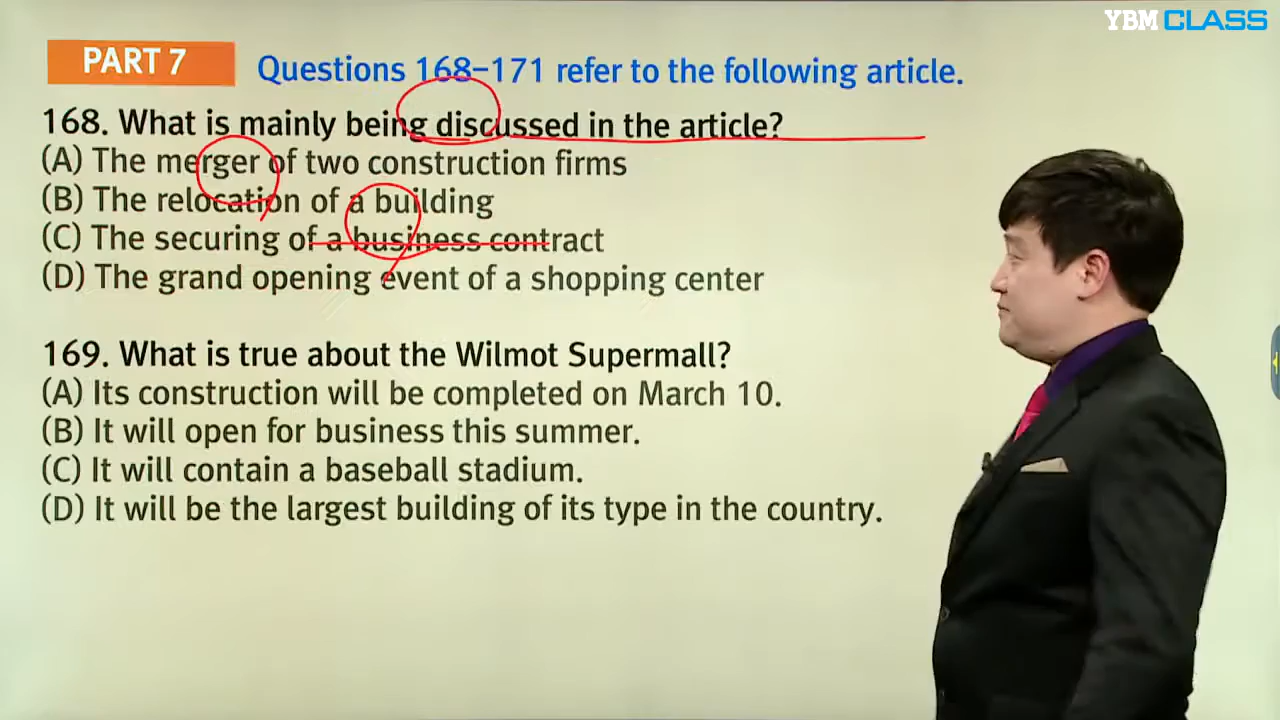 YBM CLASS
PART 7
Questions 168-171 refer to the following article.
168. What is mainly being discussed in the article?
(A) The merger of two construction firms
(B) The relocation of a building
(C) The securing of a business contract
(D) The grand opening event of a shopping center
169. What is true about the Wilmot Supermall?
(A) Its construction will be completed on March 10.
(B) It will open for business this summer.
(C) It will contain a baseball stadium.
(D) It will be the largest building of its type in the country.